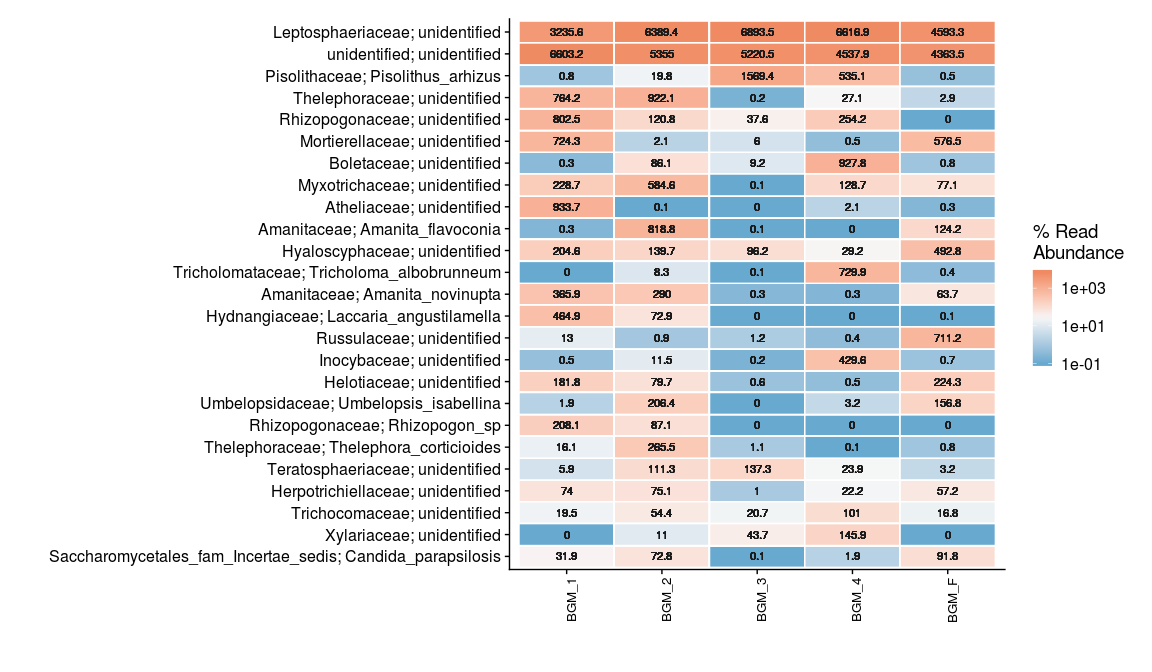 Leptosphaeriaceae; unidentified 3235.6 6389.4 6893.5 6616.9 4593.3
unidentified; unidentified 6603.2 5355 5220.5 4537.9 4363.5
Pisolithaceae; Pisolithus_arhizus 0.8 19.8 1569.4 535.1 0.5
Thelephoraceae; unidentified 764.2 922.1 0.2 27.1 2.9
Rhizopogonaceae; unidentified 802.5 120.8 37.6 254.2 0
Mortierellaceae; unidentified 724.3 2.1 6 0.5 576.5
Boletaceae; unidentified 0.3 86.1 9.2 927.8 0.8
Myxotrichaceae; unidentified 228.7 584.6 0.1 128.7 77.1
Atheliaceae; unidentified 933.7 0.1 0 2.1 0.3
Amanitaceae; Amanita_flavoconia 0.3 818.8 0.1 0 124.2
Hyaloscyphaceae; unidentified 204.6 139.7 96.2 29.2 492.8
Tricholomataceae; Tricholoma_albobrunneum 0 8.3 0.1 729.9 0.4
Amanitaceae; Amanita_novinupta 365.9 290 0.3 0.3 63.7
Hydnangiaceae; Laccaria_angustilamella 464.9 72.9 0 0 0.1
Russulaceae; unidentified 13 0.9 1.2 0.4 711.2
Inocybaceae; unidentified 0.5 11.5 0.2 429.6 0.7
Helotiaceae; unidentified 181.8 79.7 0.6 0.5 224.3
Umbelopsidaceae; Umbelopsis_isabellina 1.9 206.4 0 3.2 156.8
Rhizopogonaceae; Rhizopogon_sp 208.1 87.1 0 0 0
Thelephoraceae; Thelephora_corticioides 16.1 265.5 1.1 0.1 0.8
Teratosphaeriaceae; unidentified 5.9 111.3 137.3 23.9 3.2
Herpotrichiellaceae; unidentified 74 75.1 1 22.2 57.2
Trichocomaceae; unidentified 19.5 54.4 20.7 101 16.8
Xylariaceae; unidentified 0 11 43.7 145.9 0
Saccharomycetales_fam_Incertae_sedis; Candida_parapsilosis 31.9 72.8 0.1 1.9 91.8
BGM_1 BGM_2 BGM_3 BGM_4 BGM_F
% Read
Abundance
1e+03
1e+01
1e-01